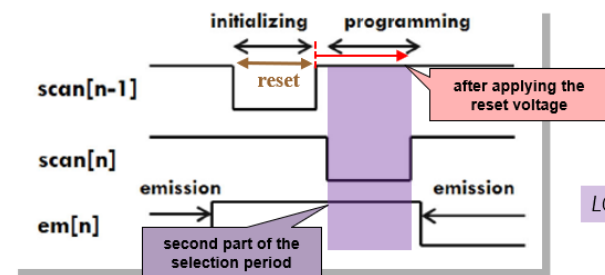 initializing programming
reset
scan[n-1]
after applying the
reset voltage
scan[n]
emission
emission
em[n]
second part of the
selection period
LG